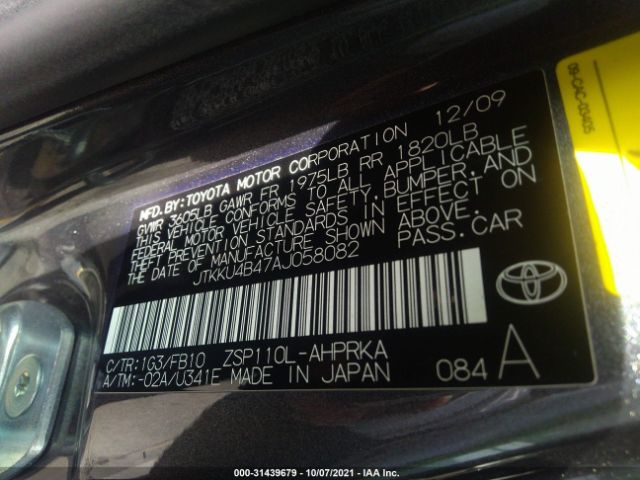 MFD.BY:TOYOTA MOTOR CORPORATION 12/09
GVWR 3605LB GAWR FR 1975LB RR 1820LB
THIS VEHICLE CONFORMS TO ALL APPLICABLE
FEDERAL MOTOR VEHICLE SAFETY,BUMPER,AND
THEFT PREVENTION STANDARDS IN EFFECT ON
THE DATE OF MANUFACTURE SHOWN ABOVE.
JTKKU4B47AJ058082 PASS.CAR
C/TR:1G3/FB10 ZSP110L-AHPRKA
A/TM:-02A/U341E MADE IN JAPAN 084 A
09-CAC-03405
000-31439679 | 10/07/2021 | IAA Inc.